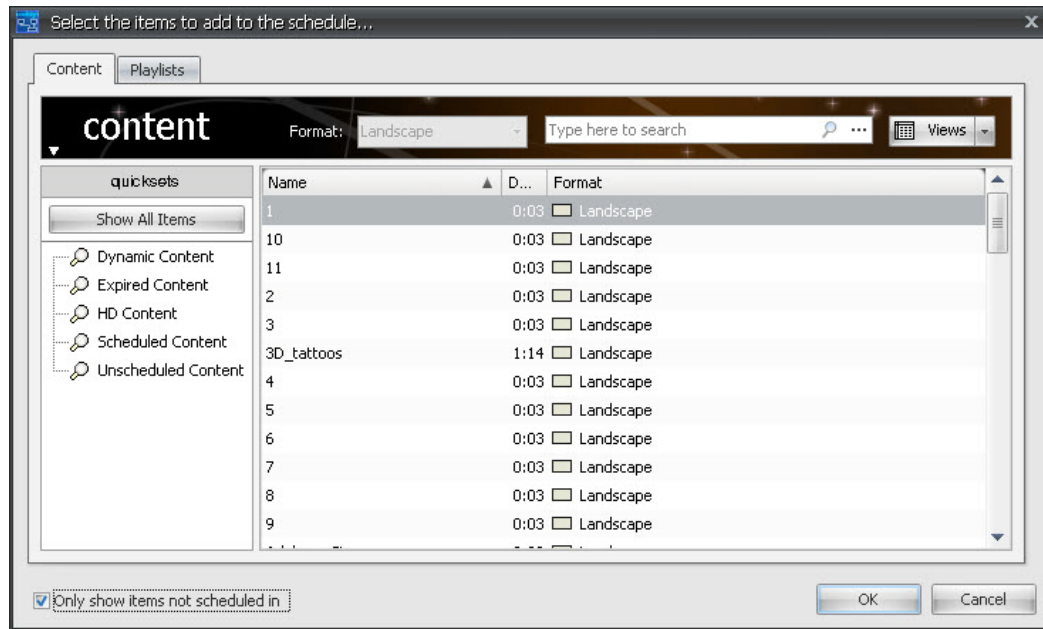 Select the items to add to the schedule...
Content Playlists
content Format: Landscape Type here to search ... Views
quicksets Name D... Format
Show All Items
1 0:03 Landscape
10 0:03 Landscape
Dynamic Content
11 0:03 Landscape
Expired Content
2 0:03 Landscape
HD Content
3 0:03 Landscape
Scheduled Content
3D_tattoos 1:14 Landscape
Unscheduled Content
4 0:03 Landscape
5 0:03 Landscape
6 0:03 Landscape
7 0:03 Landscape
8 0:03 Landscape
9 0:03 Landscape
Only show items not scheduled in OK Cancel